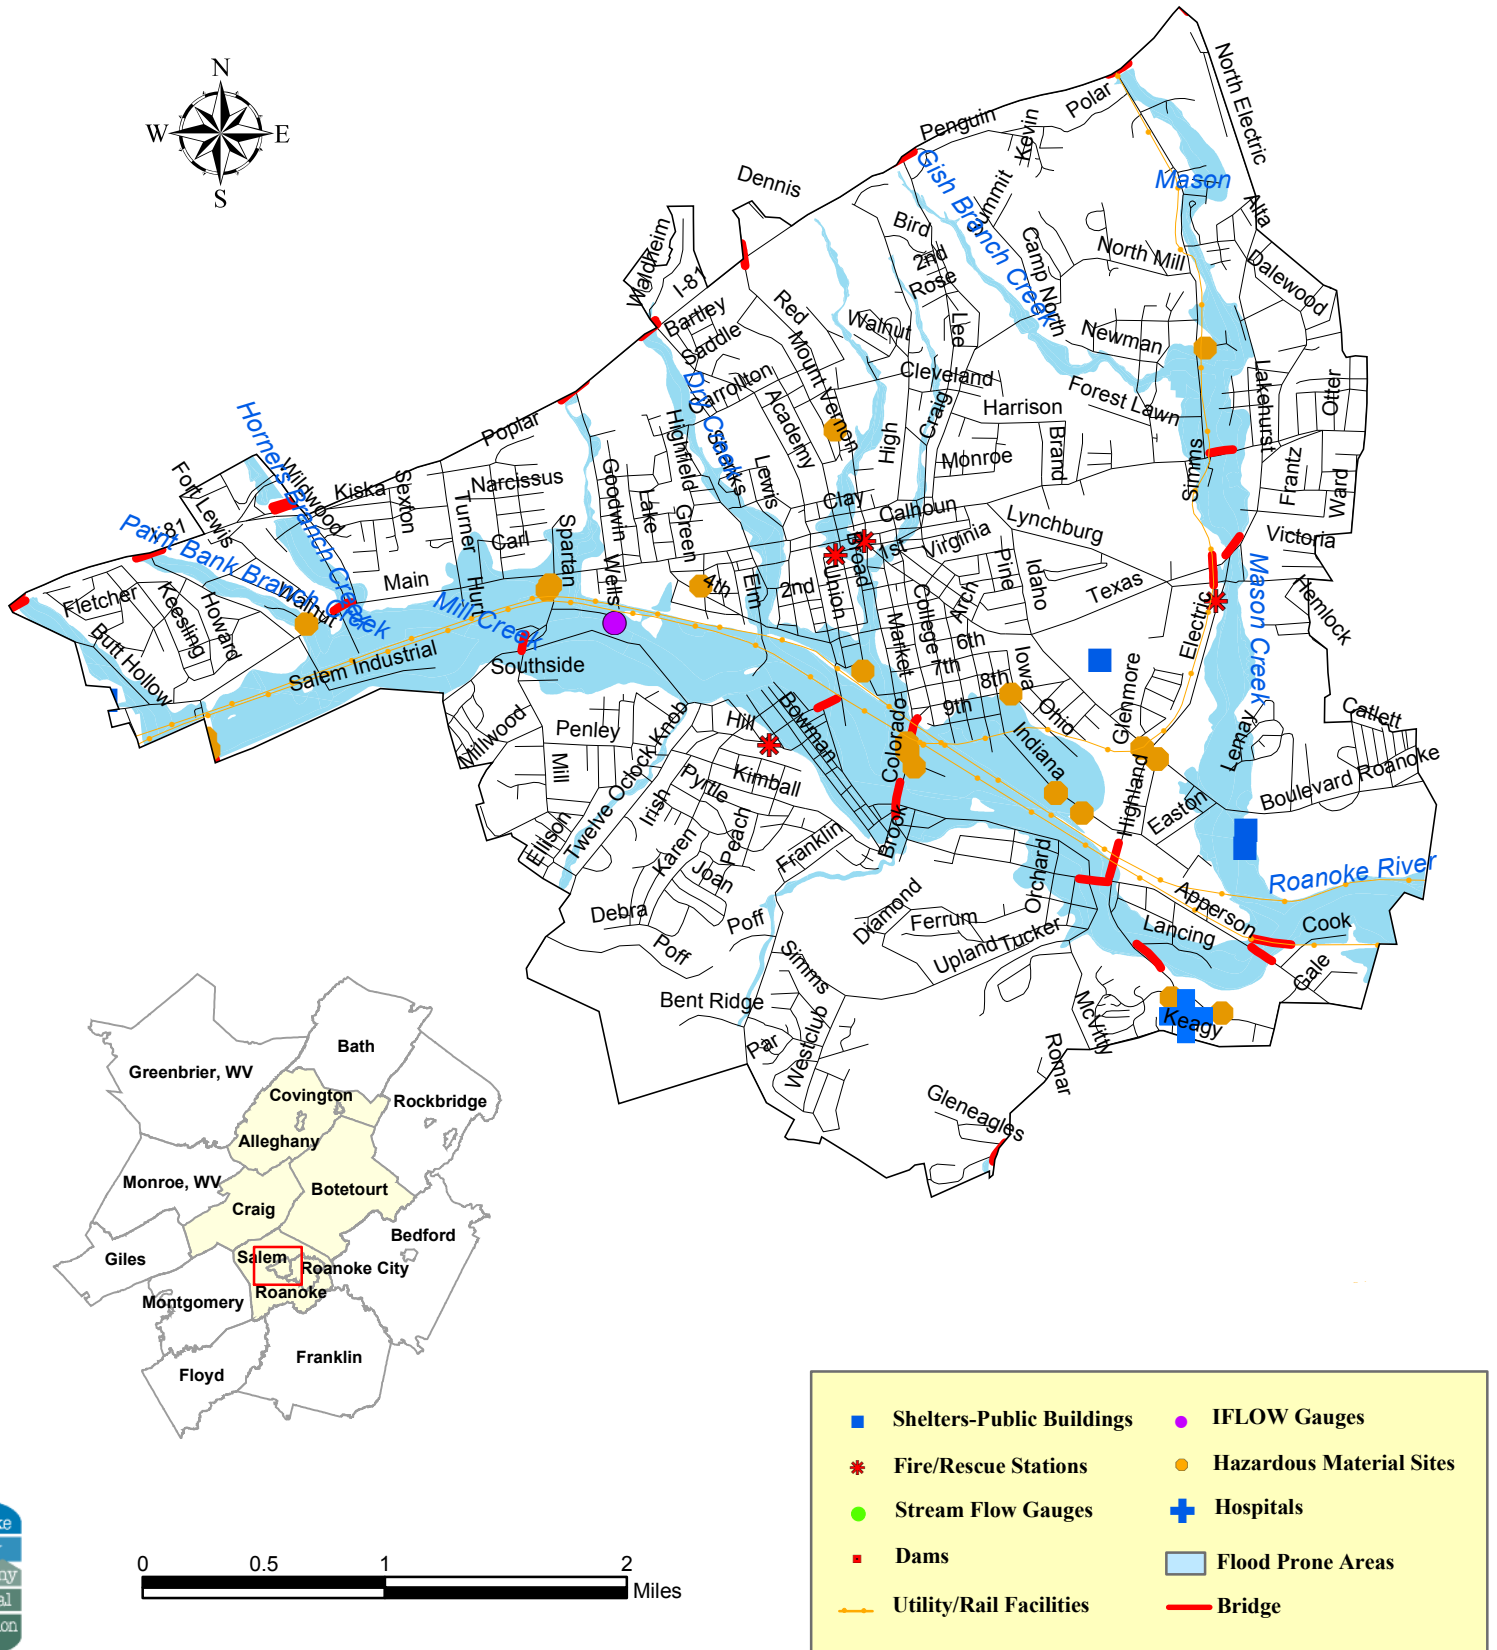 N
W E
S
North Electric
Polar
Penguin
Kevin
Gish Branch Creek
Summit
Mason
Dennis
Alta
Bird
2nd
Rose
Camp North
North Mill
Dalewood
Waldheim
I-81
Bartley
Saddle
Red
Walnut
Lee
Newman
Mount Vernon
Carrollton
Dry Creek
Academy
Cleveland
Craig
Harrison
Forest Lawn
Lakehurst
Otter
Horners Branch Creek
Poplar
Highfield
Shanks
High
Monroe
Brand
Simms
Frantz
Ward
Fort Lewis
Wildwood
Kiska
Sexton
Narcissus
Turner
Goodwin
Lake
Green
Lewis
Clay
Calhoun
Lynchburg
Victoria
I-81
Paint Bank Branch Creek
Carl
Spartan
Wells
Broad
1st
Virginia
Pine
Idaho
Texas
Mason Creek
Hemlock
Fletcher
Keesling
Howard
Walnut
Main
Hurt
Mill Creek
4th
Elm
2nd
Union
College
Arch
Market
6th
7th
8th
9th
Iowa
Electric
Butt Hollow
Salem Industrial
Southside
Millwood
Penley
Mill
Twelve Oclock Knob
Hill
Bowman
Colorado
Indiana
Ohio
Glenmore
Highland
Lemay
Catlett
Boulevard Roanoke
Easton
Kimball
Pyrtle
Irish
Peach
Karen
Joan
Franklin
Brook
Ellison
Orchard
Roanoke River
Debra
Poff
Poff
Diamond
Ferrum
Upland
Tucker
Apperson
Lancing
Cook
Gale
Simms
Bent Ridge
Par
Westclub
McVitty
Keagy
Romar
Gleneagles
Bath
Greenbrier, WV
Covington
Rockbridge
Alleghany
Monroe, WV
Botetourt
Craig
Bedford
Giles
Salem
Roanoke City
Roanoke
Montgomery
Franklin
Floyd
0 0.5 1 2
Miles
Shelters-Public Buildings
IFLOW Gauges
Fire/Rescue Stations
Hazardous Material Sites
Stream Flow Gauges
Hospitals
Dams
Flood Prone Areas
Utility/Rail Facilities
Bridge